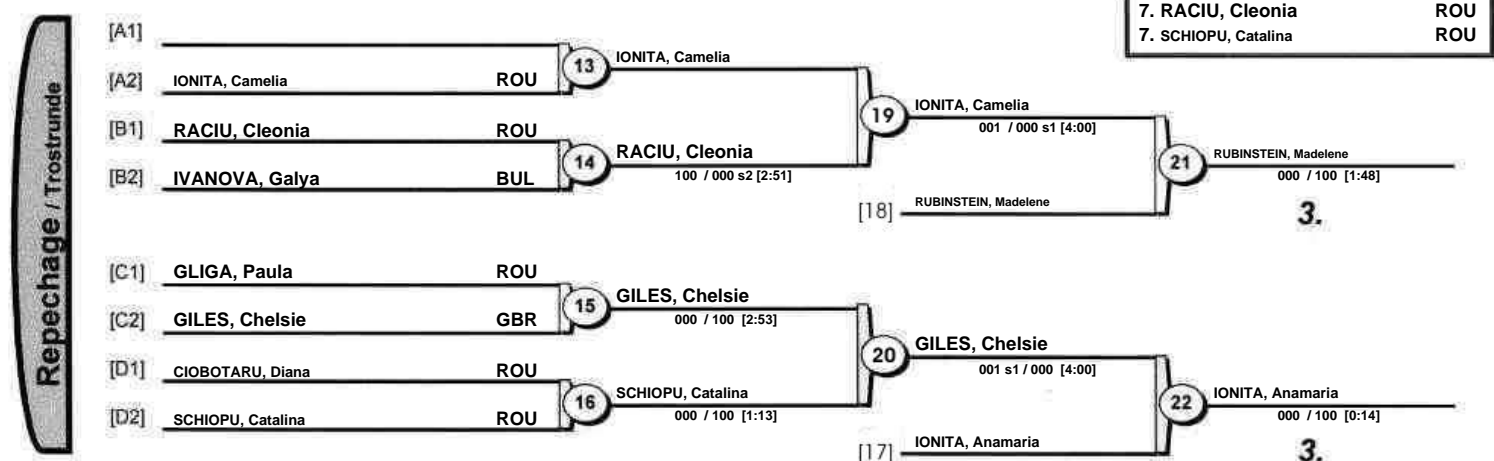 7. RACIU, Cleonia ROU
7. SCHIOPU, Catalina ROU
Repechage / Trostrunde
[A1]
[A2] IONITA, Camelia ROU
13 IONITA, Camelia
[B1] RACIU, Cleonia ROU
[B2] IVANOVA, Galya BUL
14 RACIU, Cleonia
100 / 000 s2 [2:51]
19 IONITA, Camelia
001 / 000 s1 [4:00]
[18] RUBINSTEIN, Madelene
21 RUBINSTEIN, Madelene
000 / 100 [1:48]
3.
[C1] GLIGA, Paula ROU
[C2] GILES, Chelsie GBR
15 GILES, Chelsie
000 / 100 [2:53]
[D1] CIOBOTARU, Diana ROU
[D2] SCHIOPU, Catalina ROU
16 SCHIOPU, Catalina
000 / 100 [1:13]
20 GILES, Chelsie
001 s1 / 000 [4:00]
[17] IONITA, Anamaria
22 IONITA, Anamaria
000 / 100 [0:14]
3.